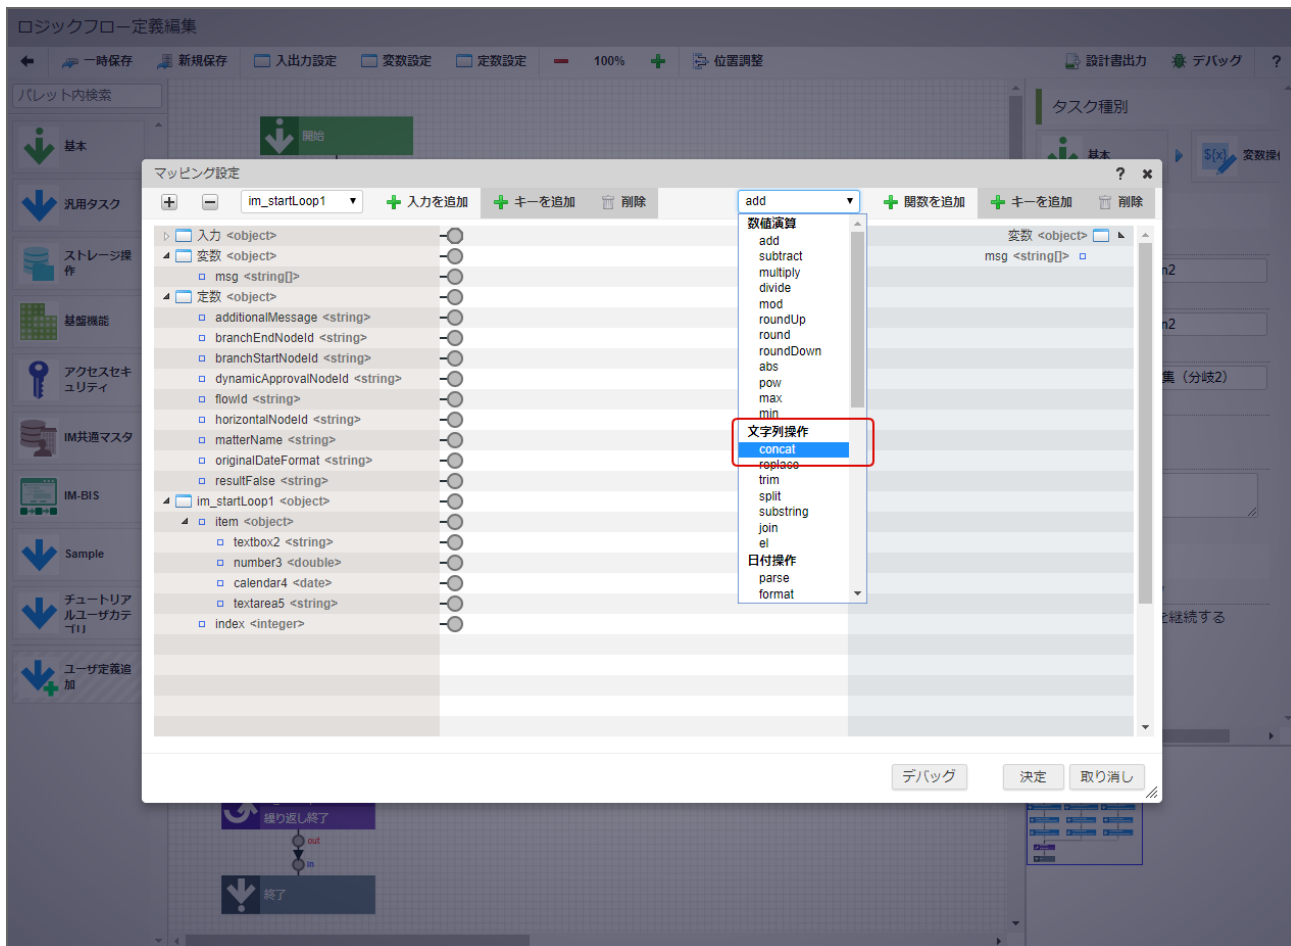 ロジックフロー定義編集
一時保存 新規保存 入出力設定 変数設定 定数設定 100% 位置調整 設計書出力 デバッグ ?
パレット内検索
基本
汎用タスク
ストレージ操
作
基盤機能
アクセスセキ
ュリティ
IM共通マスタ
IM-BIS
Sample
チュートリア
ルユーザカテ
ゴリ
ユーザ定義追
加
開始
タスク種別
基本 ${x} 変数操
マッピング設定 ?
im_startLoop1 入力を追加 キーを追加 削除 add 関数を追加 キーを追加 削除
入力 <object>
変数 <object>
msg <string[]>
定数 <object>
additionalMessage <string>
branchEndNodeId <string>
branchStartNodeId <string>
dynamicApprovalNodeId <string>
flowId <string>
horizontalNodeId <string>
matterName <string>
originalDateFormat <string>
resultFalse <string>
im_startLoop1 <object>
item <object>
textbox2 <string>
number3 <double>
calendar4 <date>
textarea5 <string>
index <integer>
数値演算
add
subtract
multiply
divide
mod
roundUp
round
roundDown
abs
pow
max
min
文字列操作
concat
replace
trim
split
substring
join
el
日付操作
parse
format
変数 <object>
msg <string[]>
デバッグ 決定 取り消し
n2
n2
集（分岐2）
を継続する
繰り返し終了
out
in
終了